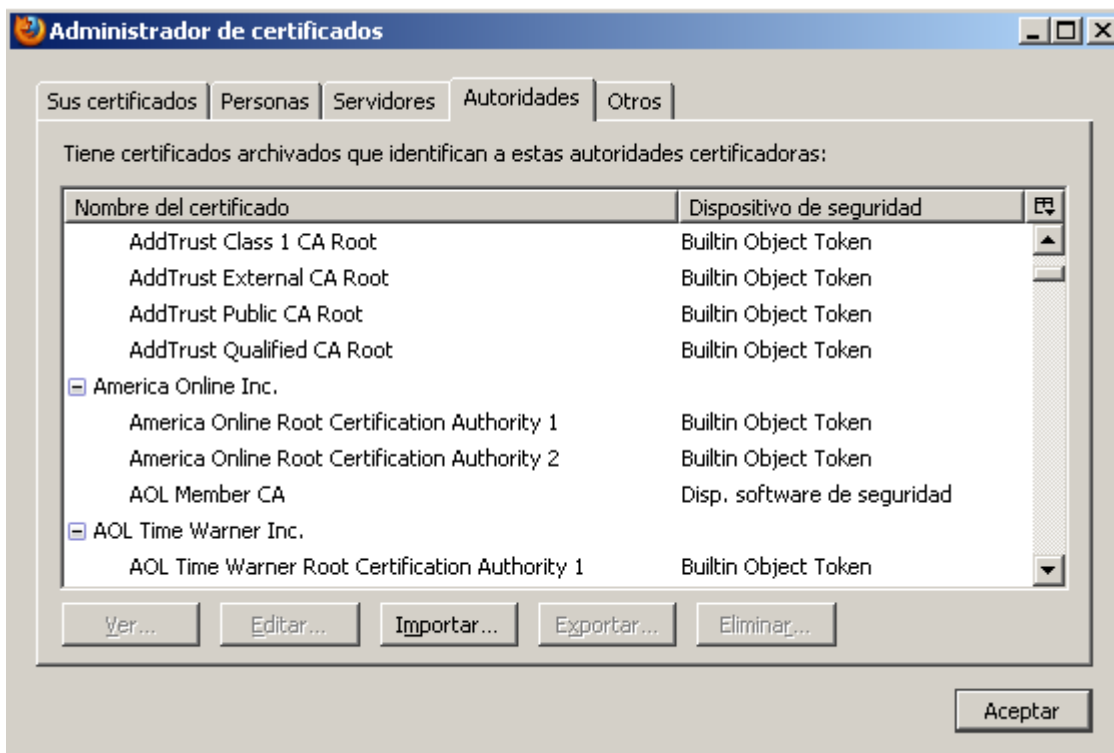 Administrador de certificados
Sus certificados Personas Servidores Autoridades Otros
Tiene certificados archivados que identifican a estas autoridades certificadoras:
Nombre del certificado Dispositivo de seguridad
AddTrust Class 1 CA Root Builtin Object Token
AddTrust External CA Root Builtin Object Token
AddTrust Public CA Root Builtin Object Token
AddTrust Qualified CA Root Builtin Object Token
America Online Inc.
America Online Root Certification Authority 1 Builtin Object Token
America Online Root Certification Authority 2 Builtin Object Token
AOL Member CA Disp. software de seguridad
AOL Time Warner Inc.
AOL Time Warner Root Certification Authority 1 Builtin Object Token
Ver... Editar... Importar... Exportar... Eliminar...
Aceptar